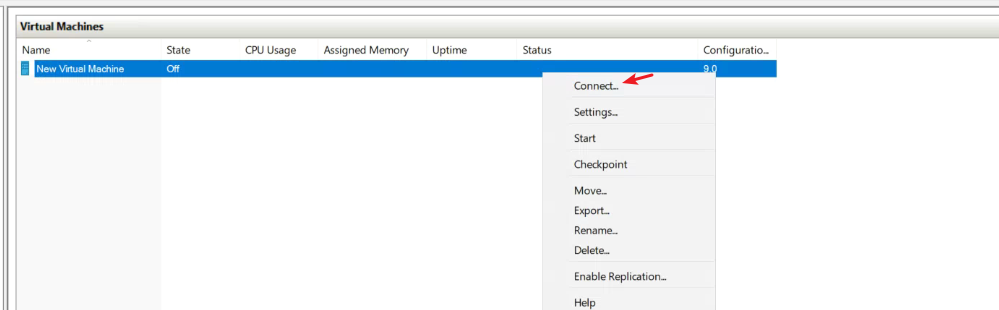 Virtual Machines
Name State CPU Usage Assigned Memory Uptime Status Configuratio...
New Virtual Machine Off 9.0
Connect...
Settings...
Start
Checkpoint
Move...
Export...
Rename...
Delete...
Enable Replication...
Help